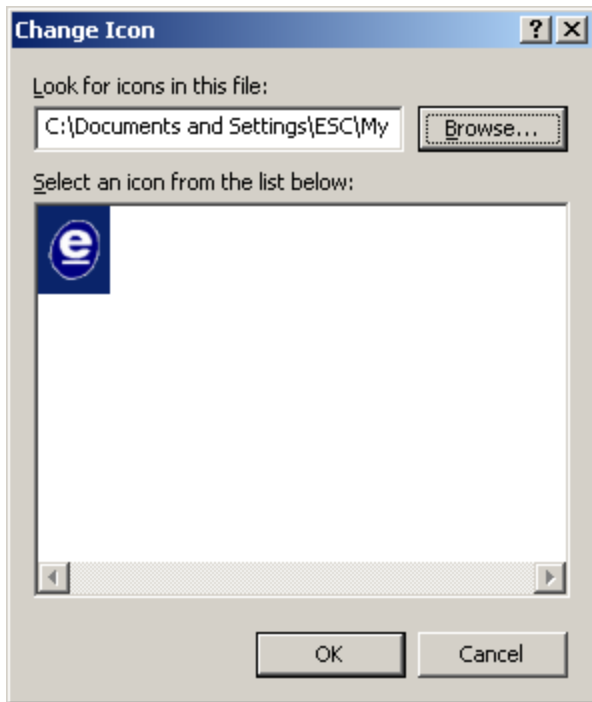 Change Icon
Look for icons in this file:
C:\Documents and Settings\ESC\My
Browse...
Select an icon from the list below:
e
OK
Cancel